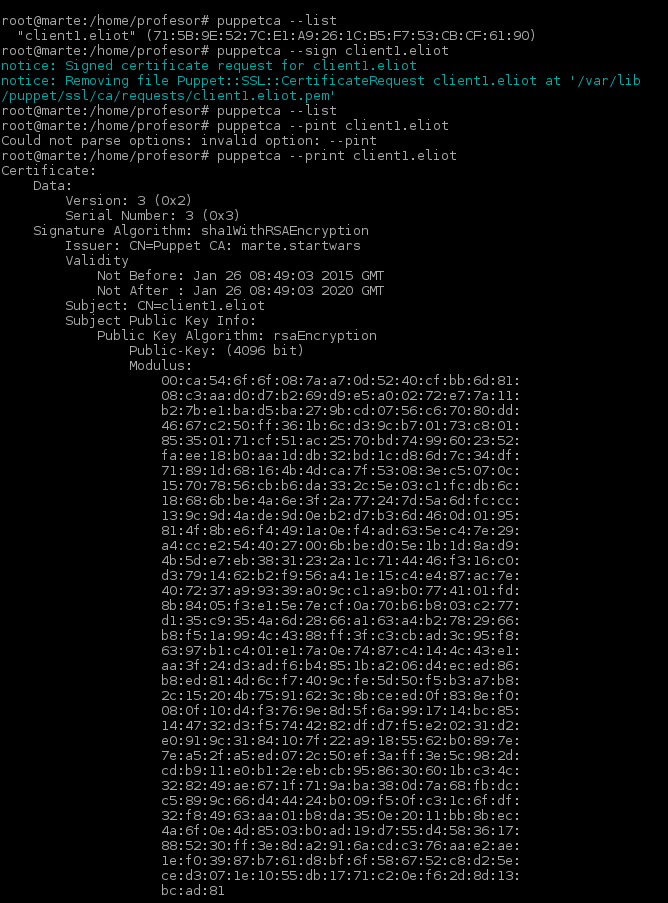 root@marte:/home/profesor# puppetca --list
  "client1.eliot" (71:5B:9E:52:7C:E1:A9:26:1C:B5:F7:53:CB:CF:61:90)
root@marte:/home/profesor# puppetca --sign client1.eliot
notice: Signed certificate request for client1.eliot
notice: Removing file Puppet::SSL::CertificateRequest client1.eliot at '/var/lib
/puppet/ssl/ca/requests/client1.eliot.pem'
root@marte:/home/profesor# puppetca --list
root@marte:/home/profesor# puppetca --pint client1.eliot
Could not parse options: invalid option: --pint
root@marte:/home/profesor# puppetca --print client1.eliot
Certificate:
    Data:
        Version: 3 (0x2)
        Serial Number: 3 (0x3)
    Signature Algorithm: sha1WithRSAEncryption
        Issuer: CN=Puppet CA: marte.startwars
        Validity
            Not Before: Jan 26 08:49:03 2015 GMT
            Not After : Jan 26 08:49:03 2020 GMT
        Subject: CN=client1.eliot
        Subject Public Key Info:
            Public Key Algorithm: rsaEncryption
                Public-Key: (4096 bit)
                Modulus:
                    00:ca:54:6f:6f:08:7a:a7:0d:52:40:cf:bb:6d:81:
                    08:c3:aa:d0:d7:b2:69:d9:e5:a0:02:72:e7:7a:11:
                    b2:7b:e1:ba:d5:ba:27:9b:cd:07:56:c6:70:80:dd:
                    46:67:c2:50:ff:36:1b:6c:d3:9c:b7:01:73:c8:01:
                    85:35:01:71:cf:51:ac:25:70:bd:74:99:60:23:52:
                    fa:ee:18:b0:aa:1d:db:32:bd:1c:d8:6d:7c:34:df:
                    71:89:1d:68:16:4b:4d:ca:7f:53:08:3e:c5:07:0c:
                    15:70:78:56:cb:b6:da:33:2c:5e:03:c1:fc:db:6c:
                    18:68:6b:be:4a:6e:3f:2a:77:24:7d:5a:6d:fc:cc:
                    13:9c:9d:4a:de:9d:0e:b2:d7:b3:6d:46:0d:01:95:
                    81:4f:8b:e6:f4:49:1a:0e:f4:ad:63:5e:c4:7e:29:
                    a4:cc:e2:54:40:27:00:6b:be:d0:5e:1b:1d:8a:d9:
                    4b:5d:e7:eb:38:31:23:2a:1c:71:44:46:f3:16:c0:
                    d3:79:14:62:b2:f9:56:a4:1e:15:c4:e4:87:ac:7e:
                    40:72:37:a9:93:39:a0:9c:c1:a9:b0:77:41:01:fd:
                    8b:84:05:f3:e1:5e:7e:cf:0a:70:b6:b8:03:c2:77:
                    d1:35:c9:35:4a:6d:28:66:a1:63:a4:b2:78:29:66:
                    b8:f5:1a:99:4c:43:88:ff:3f:c3:cb:ad:3c:95:f8:
                    63:97:b1:c4:01:e1:7a:0e:74:87:c4:14:4c:43:e1:
                    aa:3f:24:d3:ad:f6:b4:85:1b:a2:06:d4:ec:ed:86:
                    b8:ed:81:4d:6c:f7:40:9c:fe:5d:50:f5:b3:a7:b8:
                    2c:15:20:4b:75:91:62:3c:8b:ce:ed:0f:83:8e:f0:
                    08:0f:10:d4:f3:76:9e:8d:5f:6a:99:17:14:bc:85:
                    14:47:32:d3:f5:74:42:82:df:d7:f5:e2:02:31:d2:
                    e0:91:9c:31:84:10:7f:22:a9:18:55:62:b0:89:7e:
                    7e:a5:2f:a5:ed:07:2c:50:ef:3a:ff:3e:5c:98:2d:
                    cd:b9:11:e0:b1:2e:eb:cb:95:86:30:60:1b:c3:4c:
                    32:82:49:ae:67:1f:71:9a:ba:38:0d:7a:68:fb:dc:
                    c5:89:9c:66:d4:44:24:b0:09:f5:0f:c3:1c:6f:df:
                    32:f8:49:63:aa:01:b8:da:35:0e:20:11:bb:8b:ec:
                    4a:6f:0e:4d:85:03:b0:ad:19:d7:55:d4:58:36:17:
                    88:52:30:ff:3e:8d:a2:91:6a:cd:c3:76:aa:e2:ae:
                    1e:f0:39:87:b7:61:d8:bf:6f:58:67:52:c8:d2:5e:
                    ce:d3:07:1e:10:55:db:17:71:c2:0e:f6:2d:8d:13:
                    bc:ad:81